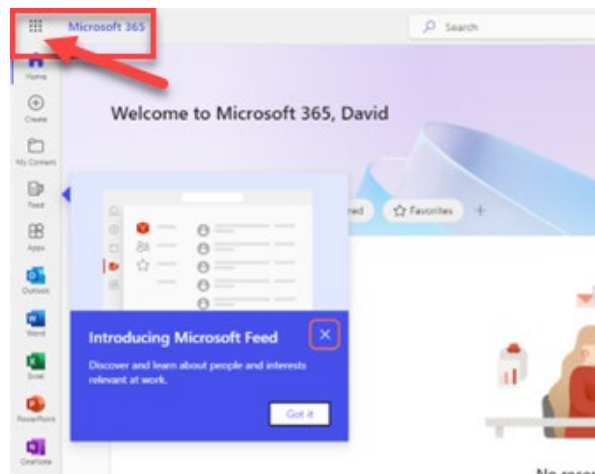 Microsoft 365
Search
Home
Create
My Content
Feed
Apps
Outlook
Word
Excel
PowerPoint
OneNote
Welcome to Microsoft 365, David
Favorites
Introducing Microsoft Feed
Discover and learn about people and interests
relevant at work.
Got it